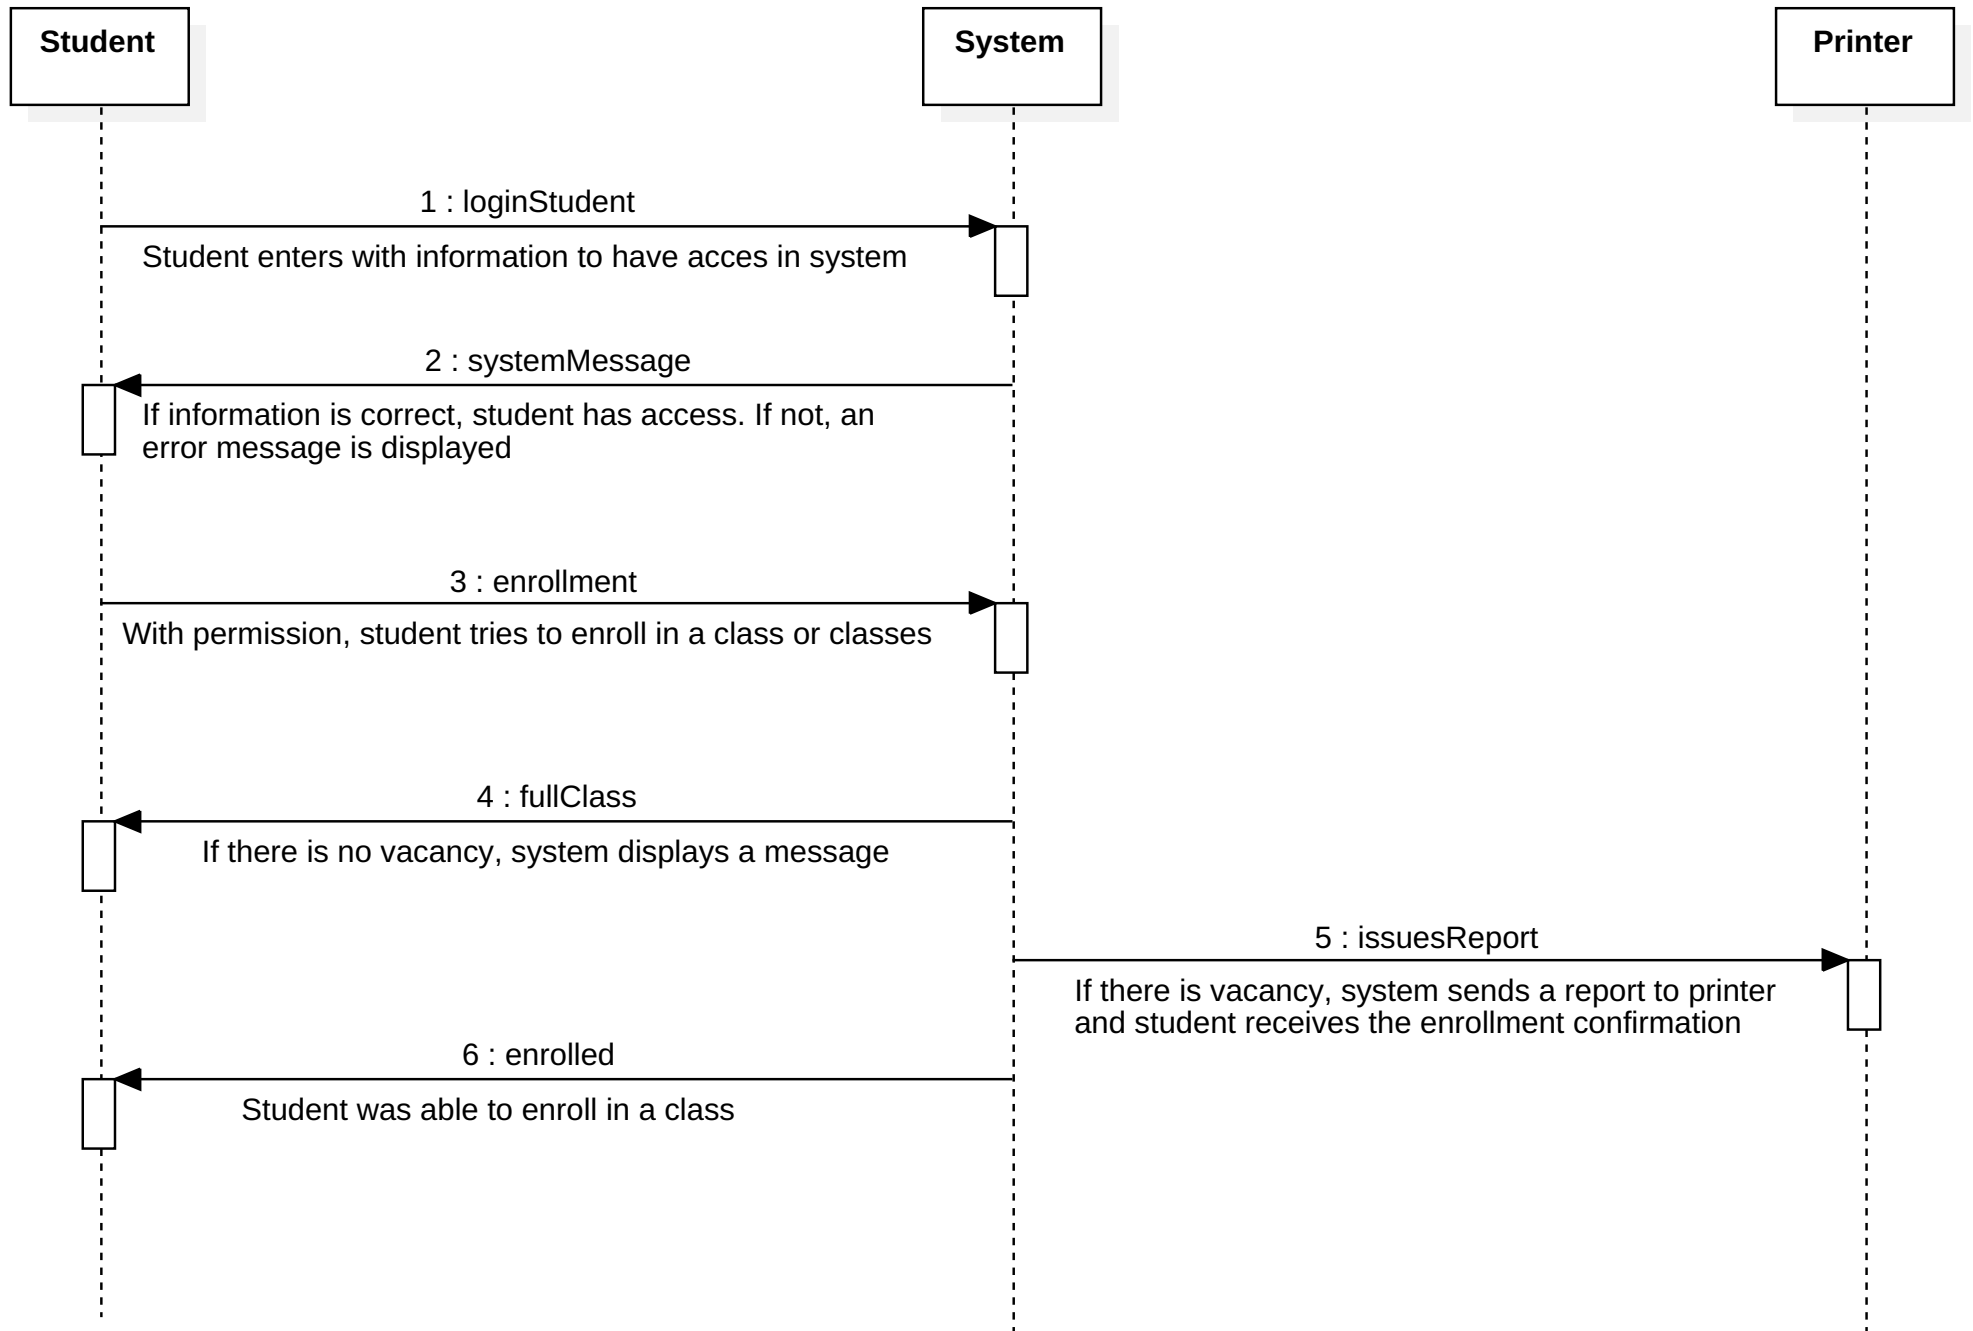 Student
System
Printer
1 : loginStudent
Student enters with information to have acces in system
2 : systemMessage
If information is correct, student has access. If not, an
error message is displayed
3 : enrollment
With permission, student tries to enroll in a class or classes
4 : fullClass
If there is no vacancy, system displays a message
5 : issuesReport
If there is vacancy, system sends a report to printer
and student receives the enrollment confirmation
6 : enrolled
Student was able to enroll in a class